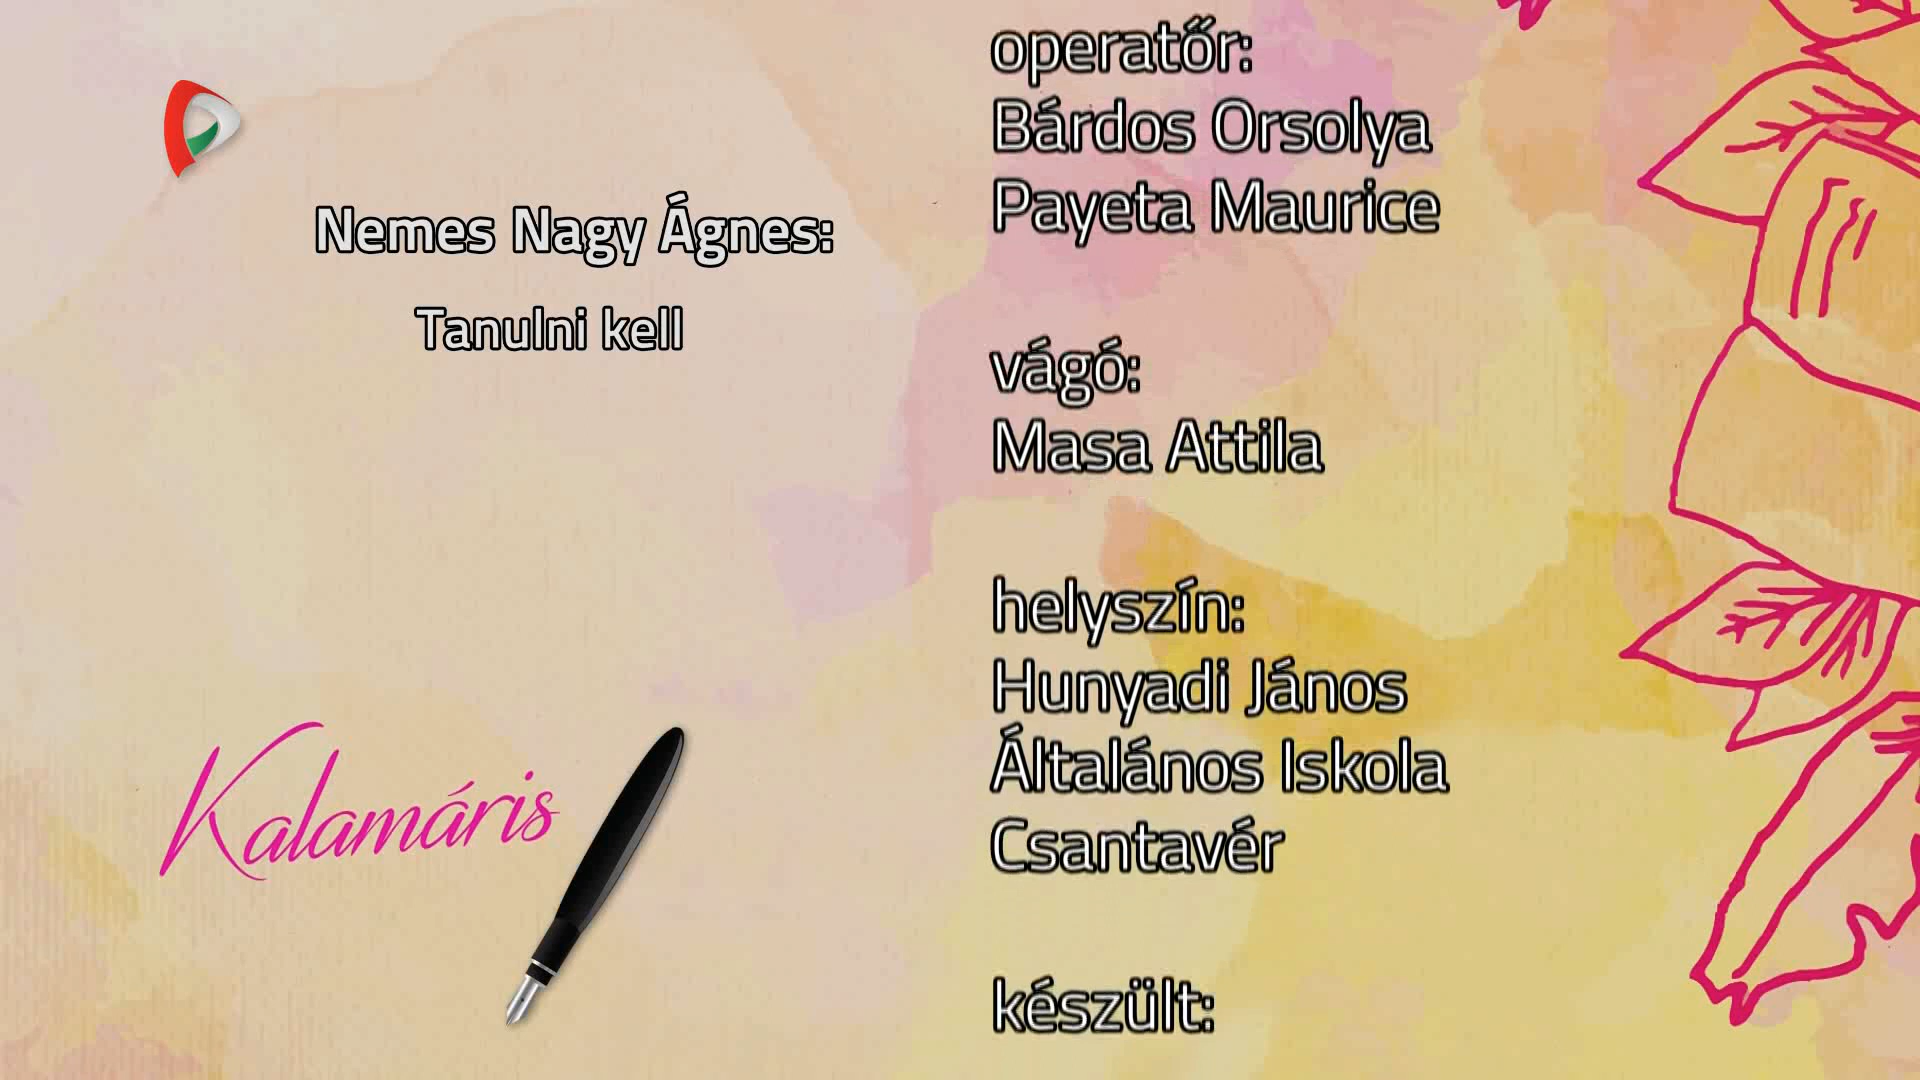 Nemes Nagy Ágnes:
Tanulni kell
Kalamáris
operatőr:
Bárdos Orsolya
Payeta Maurice
vágó:
Masa Attila
helyszín:
Hunyadi János
Általános Iskola
Csantavér
készült: